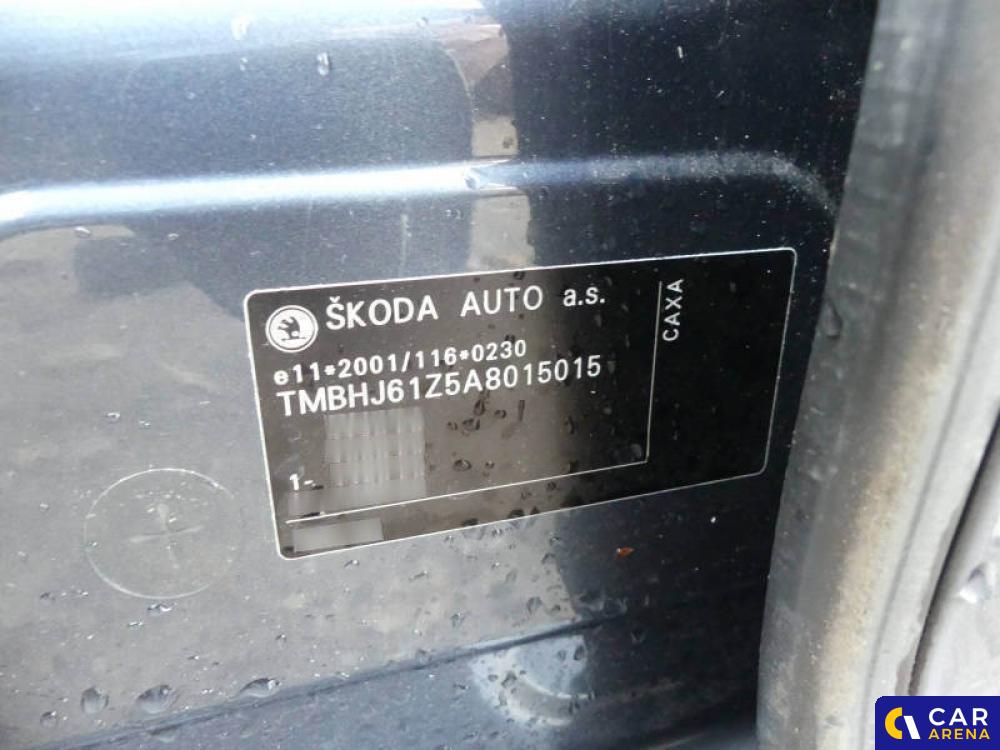 ŠKODA AUTO a.s.
e11*2001/116*0230
TMBHJ61Z5A8015015
1-
CAXA
CAR
ARENA